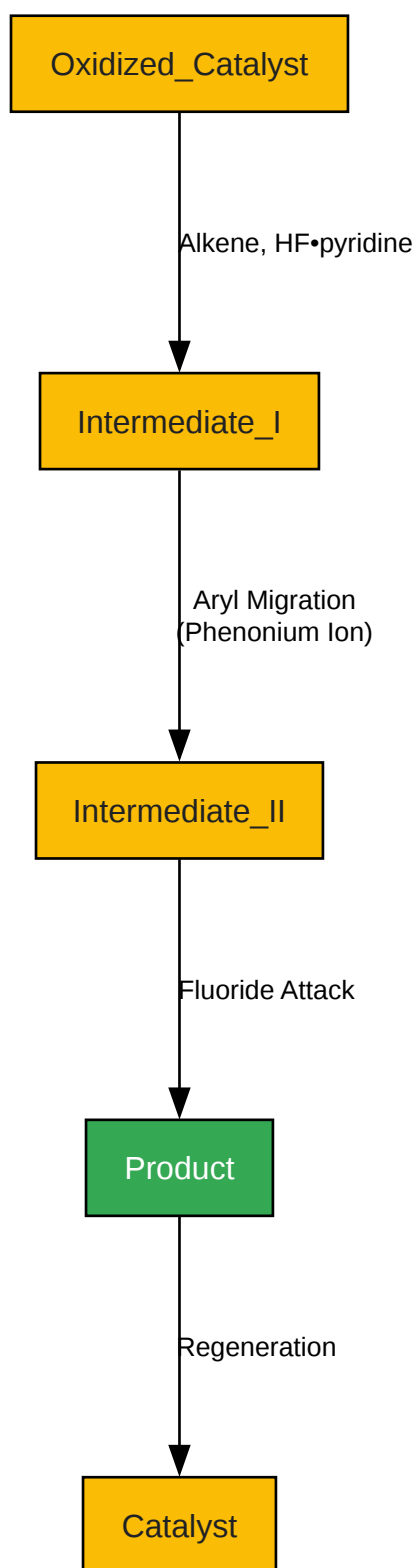 Oxidized_Catalyst
Alkene, HF•pyridine
Intermediate_I
Aryl Migration
(Phenonium Ion)
Intermediate_II
Fluoride Attack
Product
Regeneration
Catalyst